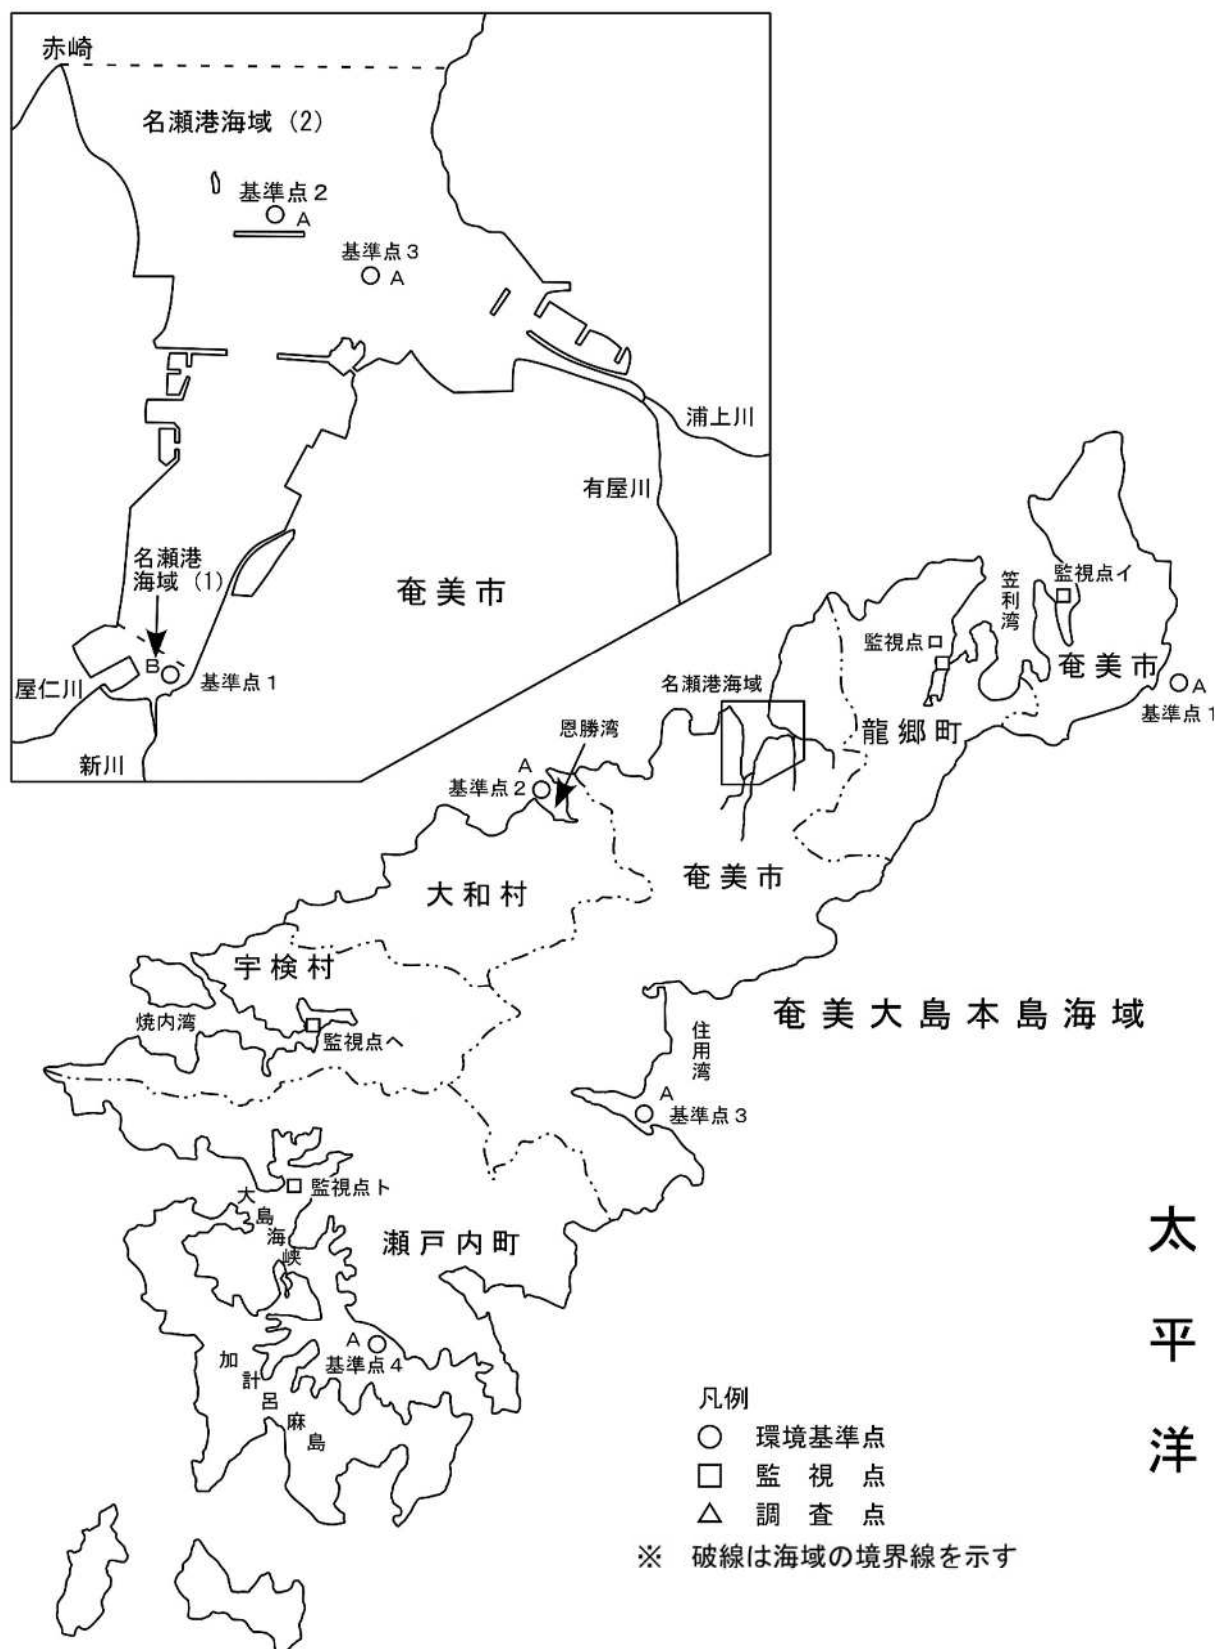 赤崎
名瀬港海域（2）
基準点2
A
基準点3
A
浦上川
有屋川
名瀬港
海域（1）
奄美市
B
基準点1
屋仁川
新川
笠利湾
監視点イ
監視点ロ
奄美市
A
基準点1
名瀬港海域
龍郷町
恩勝湾
A
基準点2
奄美市
大和村
宇検村
焼内湾
監視点ヘ
奄美大島本島海域
住用湾
A
基準点3
監視点ト
大島海峡
瀬戸内町
太平洋
A
基準点4
加計呂麻島
凡例
○ 環境基準点
□ 監視点
△ 調査点
※ 破線は海域の境界線を示す